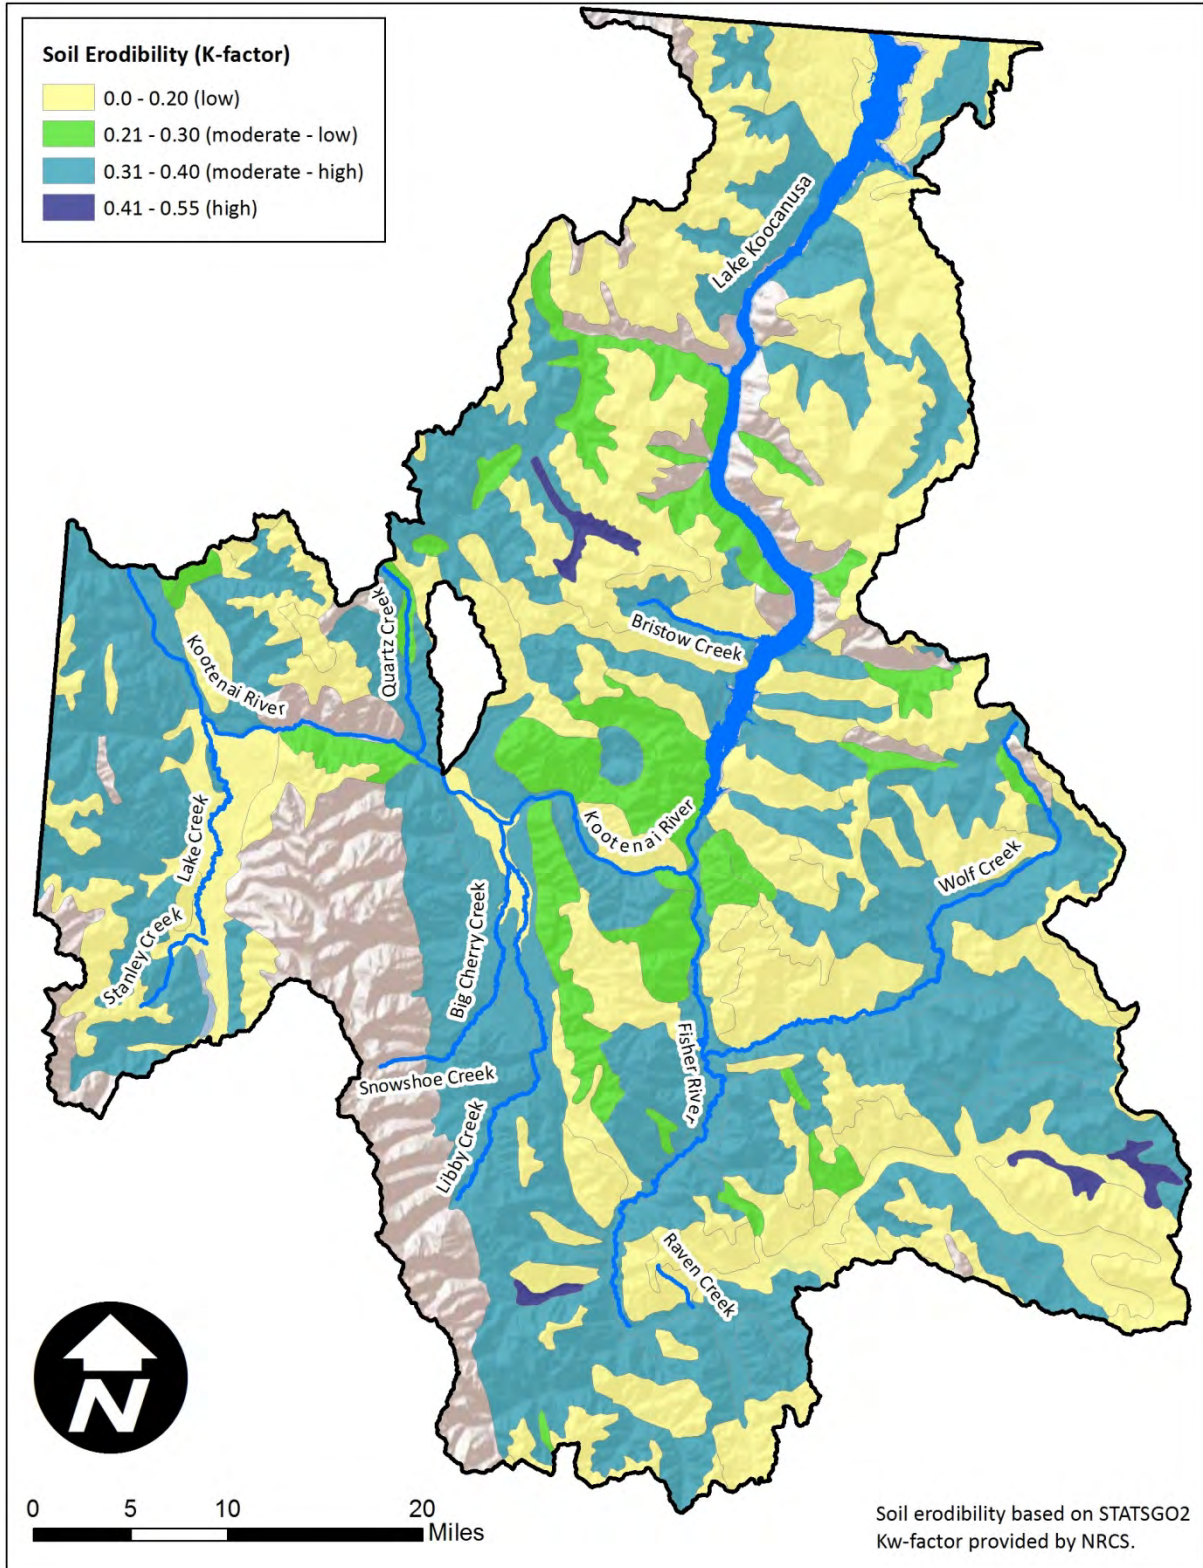 Soil Erodibility (K-factor)
0.0 - 0.20 (low)
0.21 - 0.30 (moderate - low)
0.31 - 0.40 (moderate - high)
0.41 - 0.55 (high)
Lake Koocanusa
Bristow Creek
Quartz Creek
Kootenai River
Kootenai River
Lake Creek
Wolf Creek
Stanley Creek
Big Cherry Creek
Fisher River
Snowshoe Creek
Libby Creek
Raven Creek
N
0 5 10 20
Miles
Soil erodibility based on STATSGO2
Kw-factor provided by NRCS.